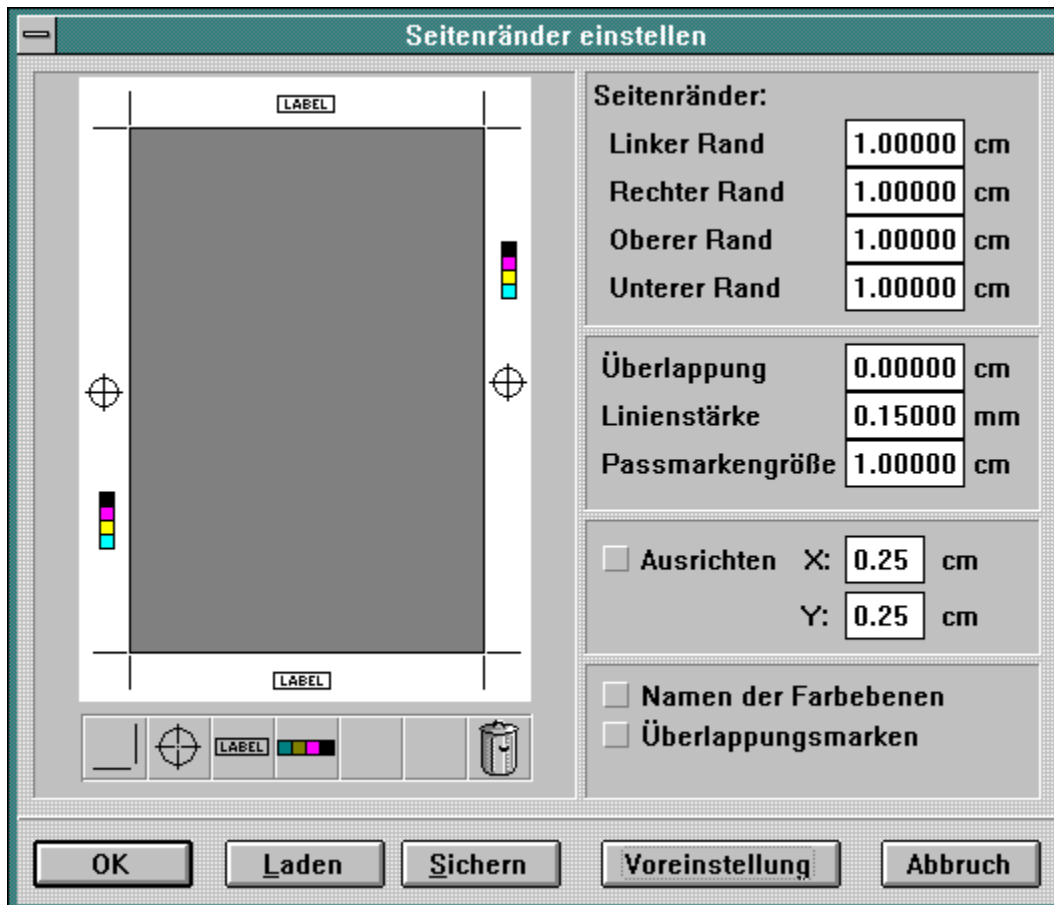 Seitenränder einstellen
LABEL
LABEL
LABEL
Seitenränder:
Linker Rand 1.00000 cm
Rechter Rand 1.00000 cm
Oberer Rand 1.00000 cm
Unterer Rand 1.00000 cm
Überlappung 0.00000 cm
Linienstärke 0.15000 mm
Passmarkengröße 1.00000 cm
Ausrichten X: 0.25 cm
Y: 0.25 cm
Namen der Farbebenen
Überlappungsmarken
OK Laden Sichern Voreinstellung Abbruch